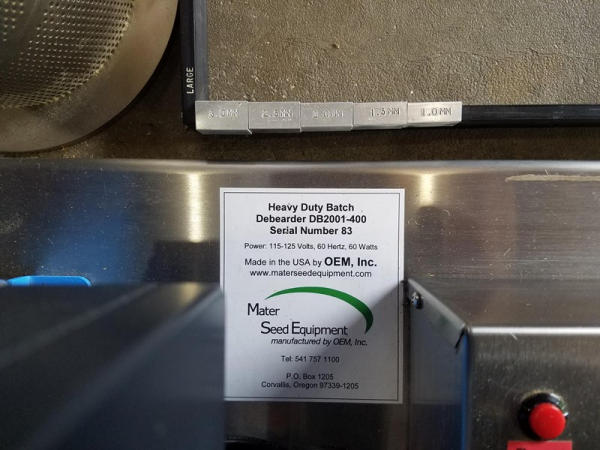 LARGE
2.5MM
1.5MM
1.0MM
Heavy Duty Batch
Debearder DB2001-400
Serial Number 83
Power: 115-125 Volts, 60 Hertz, 60 Watts
Made in the USA by OEM, Inc.
www.materseedequipment.com
Mater
Seed Equipment
manufactured by OEM, Inc.
Tel: 541 757 1100
P.O. Box 1205
Corvallis, Oregon 97339-1205